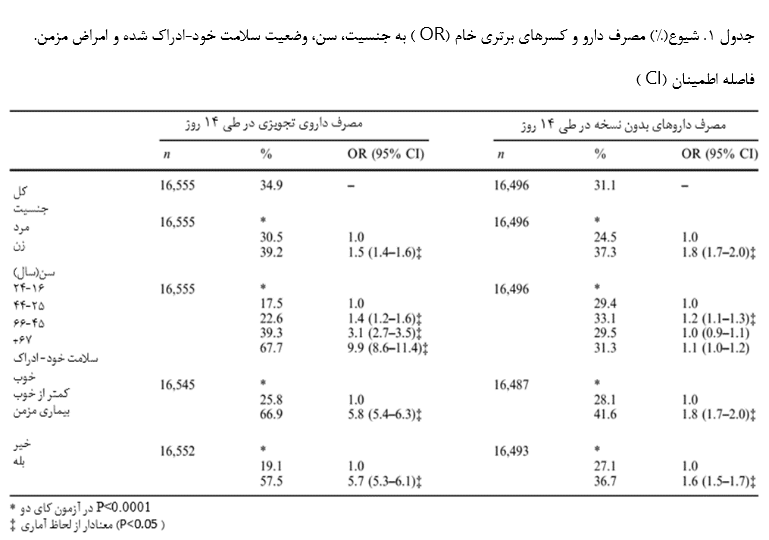 جدول ۱. شیوع(٪) مصرف دارو و کسرهای برتری خام (OR ) به جنسیت، سن، وضعیت سلامت خود-ادراک شده و امراض مزمن.
فاصله اطمینان (CI )
مصرف داروی تجویزی در طی ۱۴ روز مصرف داروهای بدون نسخه در طی ۱۴ روز
n % OR (95% CI) n % OR (95% CI)
کل 16,555 34.9 – 16,496 31.1 –
جنسیت 16,555 * 16,496 *
مرد 30.5 1.0 24.5 1.0
زن 39.2 1.5 (1.4–1.6)‡ 37.3 1.8 (1.7–2.0)‡
سن(سال) 16,555 * 16,496 *
۲۴-۱۶ 17.5 1.0 29.4 1.0
۴۴-۲۵ 22.6 1.4 (1.2–1.6)‡ 33.1 1.2 (1.1–1.3)‡
۶۶-۴۵ 39.3 3.1 (2.7–3.5)‡ 29.5 1.0 (0.9–1.1)
+۶۷ 67.7 9.9 (8.6–11.4)‡ 31.3 1.1 (1.0–1.2)
سلامت خود-ادراک 16,545 * 16,487 *
خوب 25.8 1.0 28.1 1.0
کمتر از خوب 66.9 5.8 (5.4–6.3)‡ 41.6 1.8 (1.7–2.0)‡
بیماری مزمن 16,552 * 16,493 *
خیر 19.1 1.0 27.1 1.0
بله 57.5 5.7 (5.3–6.1)‡ 36.7 1.6 (1.5–1.7)‡
* P<0.0001 در آزمون کای دو
‡ معنادار از لحاظ آماری (P<0.05 )